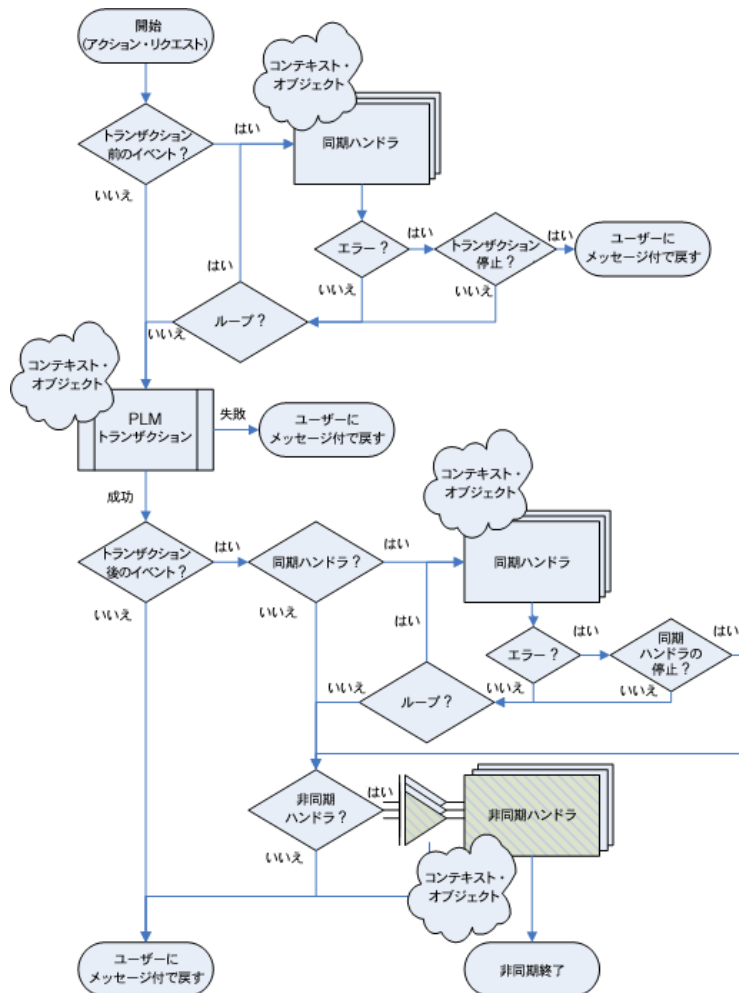 開始
(アクション・リクエスト)
コンテキスト・
オブジェクト
トランザクション
前のイベント？
はい
同期ハンドラ
いいえ
エラー？
はい
トランザクション
停止？
はい
ユーザーに
メッセージ付で戻す
はい
いいえ
いいえ
ループ？
いいえ
コンテキスト・
オブジェクト
PLM
トランザクション
失敗
ユーザーに
メッセージ付で戻す
成功
コンテキスト・
オブジェクト
トランザクション
後のイベント？
はい
同期ハンドラ？
はい
同期ハンドラ
いいえ
いいえ
はい
エラー？
はい
同期
ハンドラの
停止？
はい
いいえ
ループ？
いいえ
いいえ
非同期
ハンドラ？
はい
非同期ハンドラ
いいえ
コンテキスト・
オブジェクト
ユーザーに
メッセージ付で戻す
非同期終了